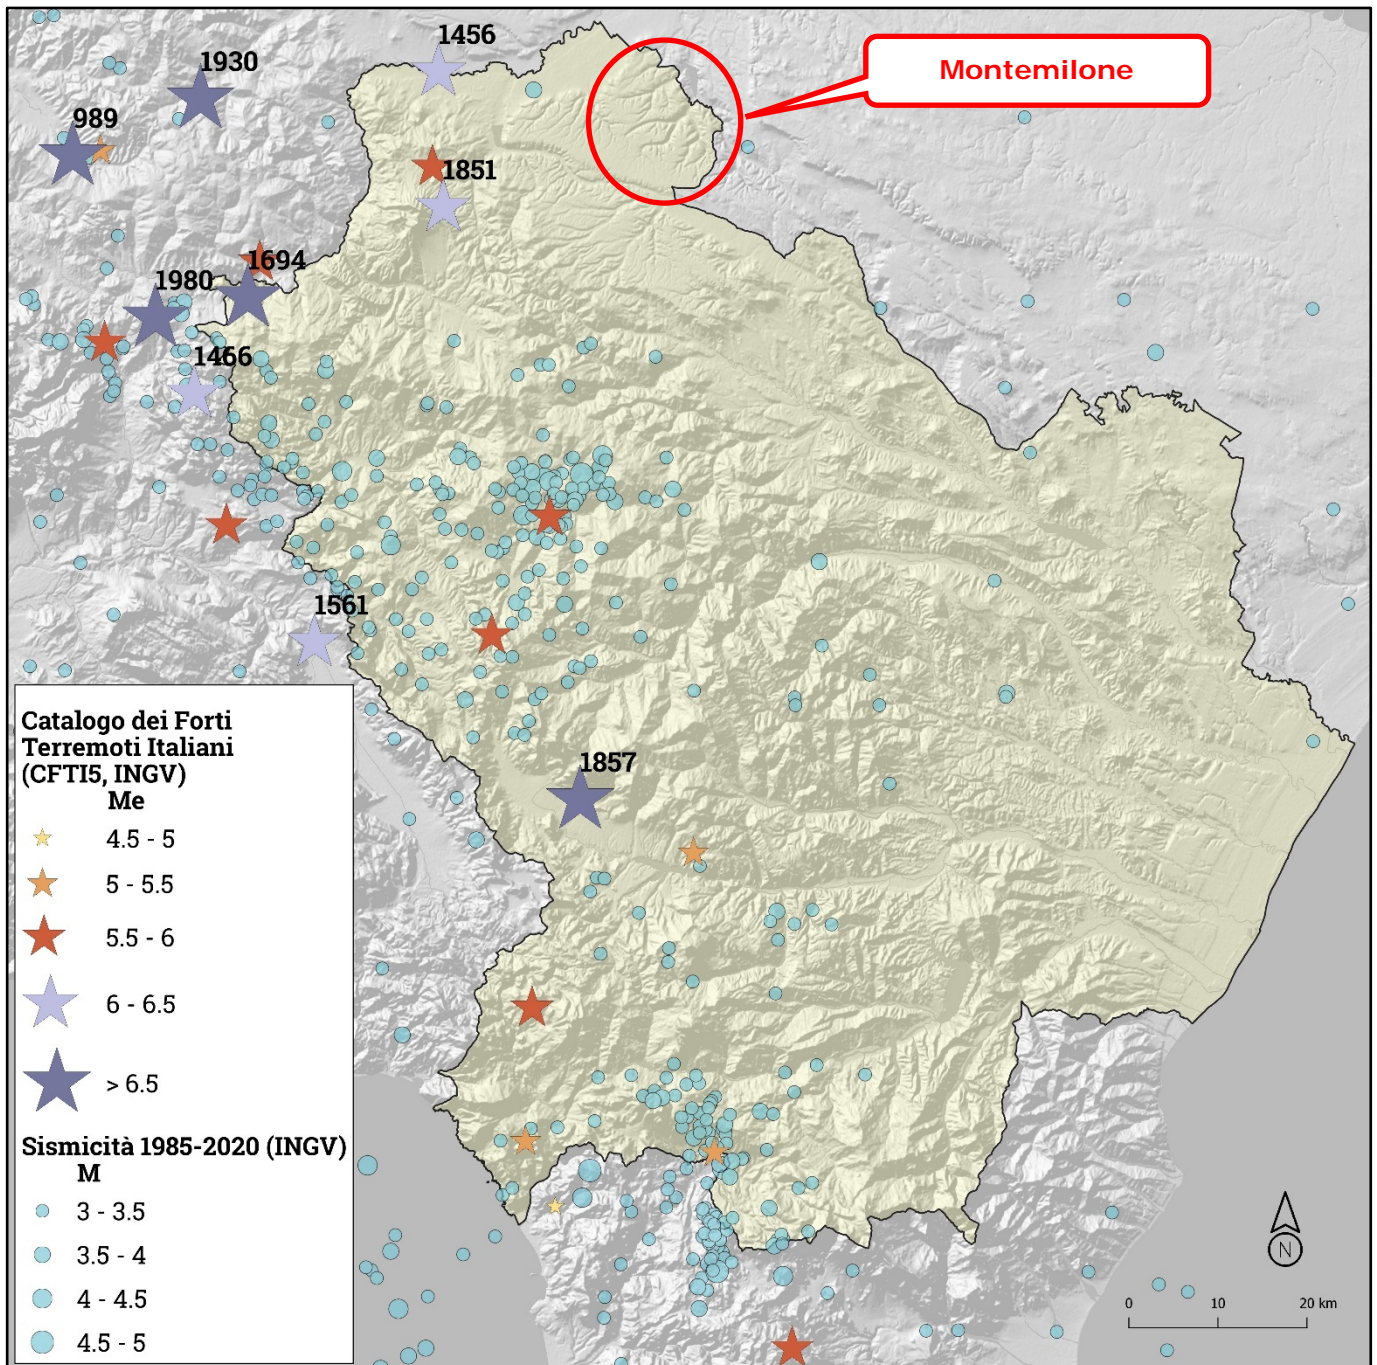 1456
1930
Montemilone
989
1851
1694
1980
1466
1561
1857
Catalogo dei Forti
Terremoti Italiani
(CFTI5, INGV)
Me
4.5 - 5
5 - 5.5
5.5 - 6
6 - 6.5
> 6.5
Sismicità 1985-2020 (INGV)
M
3 - 3.5
3.5 - 4
4 - 4.5
4.5 - 5
N
0 10 20 km